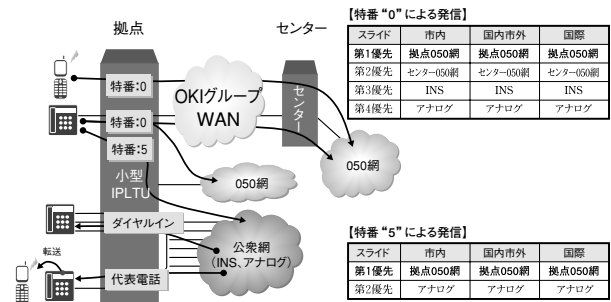 拠点
センター
特番:0
特番:0
特番:5
小型
IPLTU
ダイヤルイン
代表電話
転送
OKIグループ
WAN
センター
050網
050網
公衆網
(INS、アナログ)
【特番“0”による発信】
スライド 市内 国内市外 国際
第1優先 拠点050網 拠点050網 拠点050網
第2優先 センター050網 センター050網 センター050網
第3優先 INS INS INS
第4優先 アナログ アナログ アナログ
【特番“5”による発信】
スライド 市内 国内市外 国際
第1優先 拠点050網 拠点050網 拠点050網
第2優先 アナログ アナログ アナログ